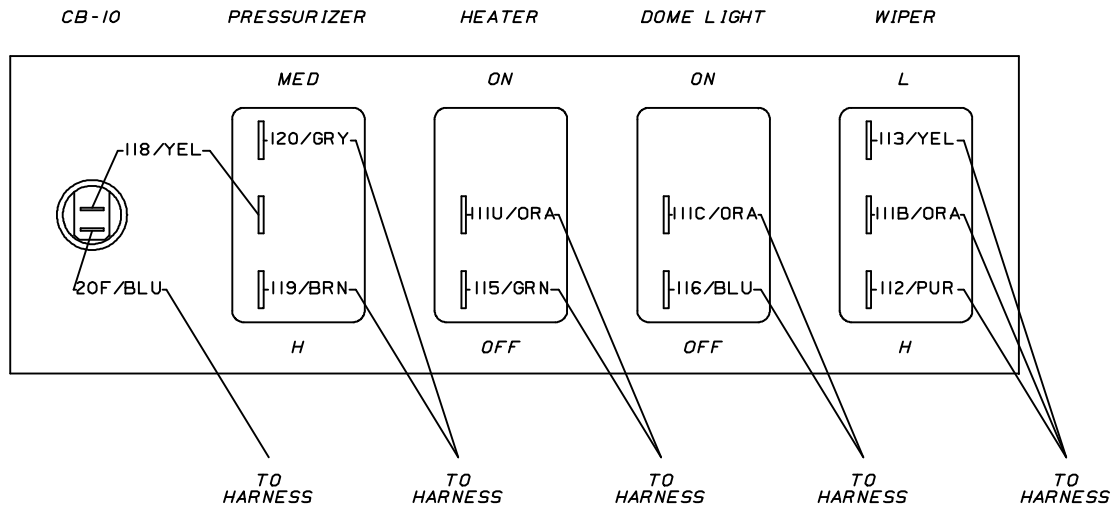 CB-10 PRESSURIZER HEATER DOME LIGHT WIPER
MED ON ON L
118/YEL 120/GRY 113/YEL
111U/ORA 111C/ORA 111B/ORA
20F/BLU 119/BRN 115/GRN 116/BLU 112/PUR
H OFF OFF H
TO TO TO TO TO
HARNESS HARNESS HARNESS HARNESS HARNESS